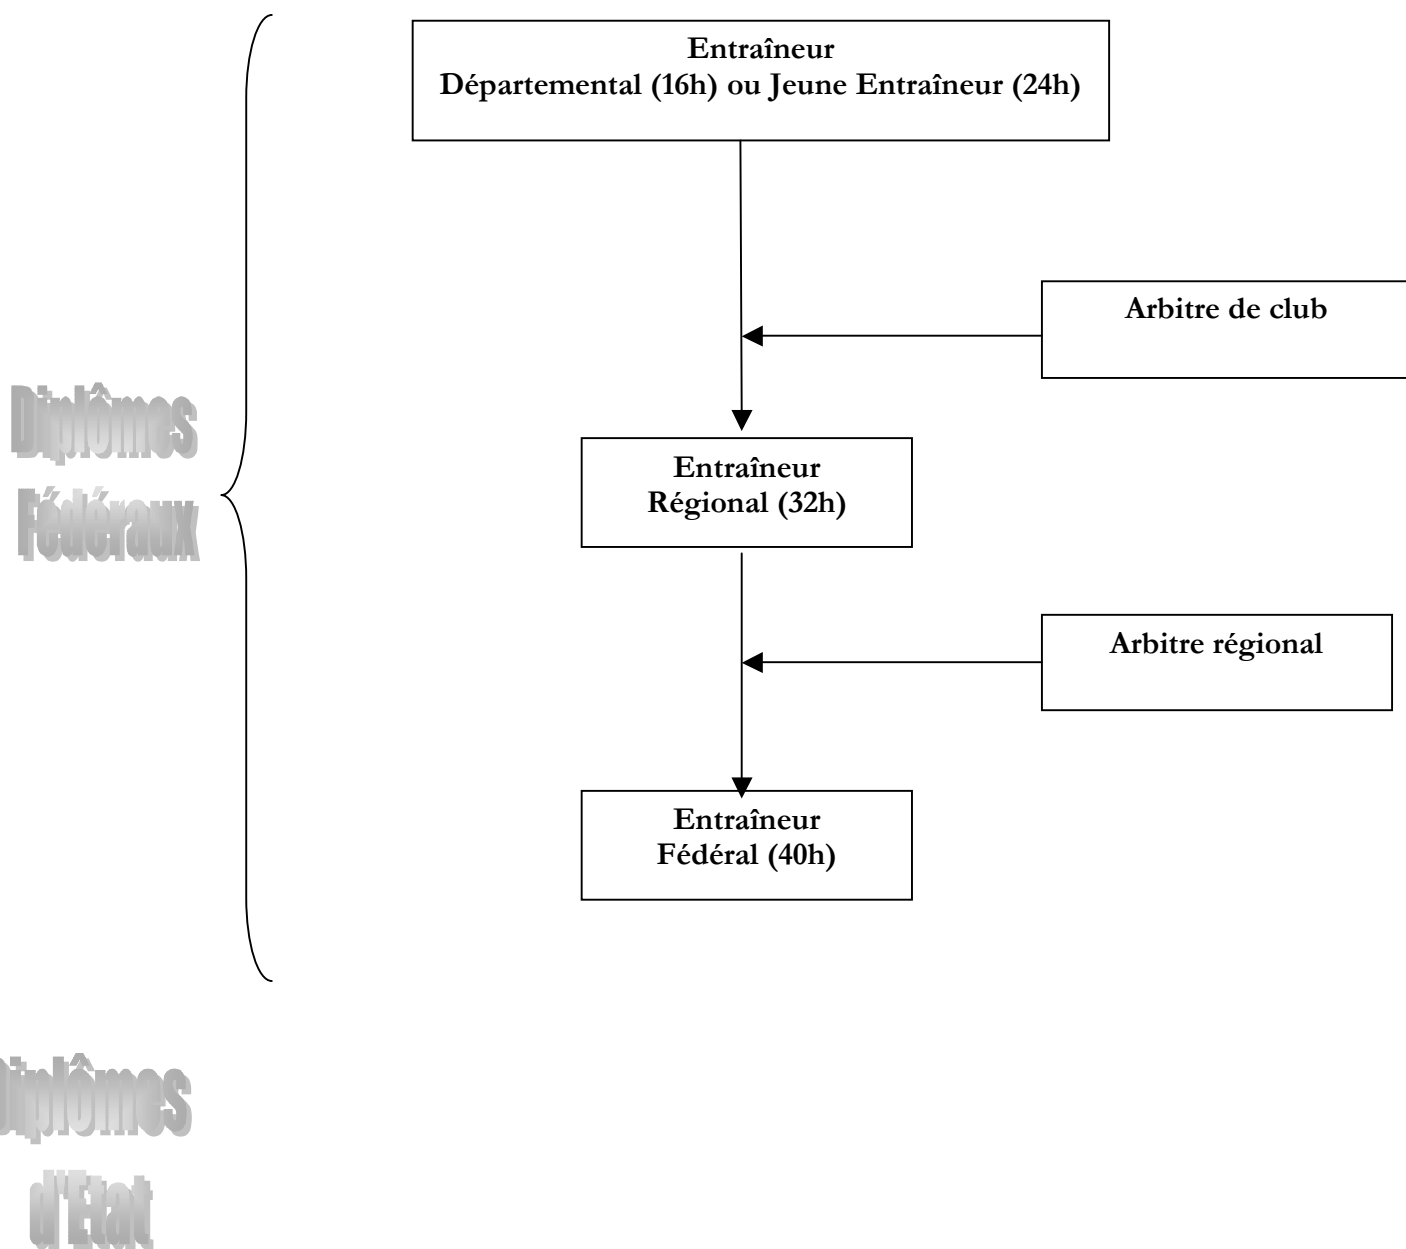 Entraîneur
Départemental (16h) ou Jeune Entraîneur (24h)
Arbitre de club
Diplômes
Fédéraux
Entraîneur
Régional (32h)
Arbitre régional
Entraîneur
Fédéral (40h)
Diplômes
d'Etat